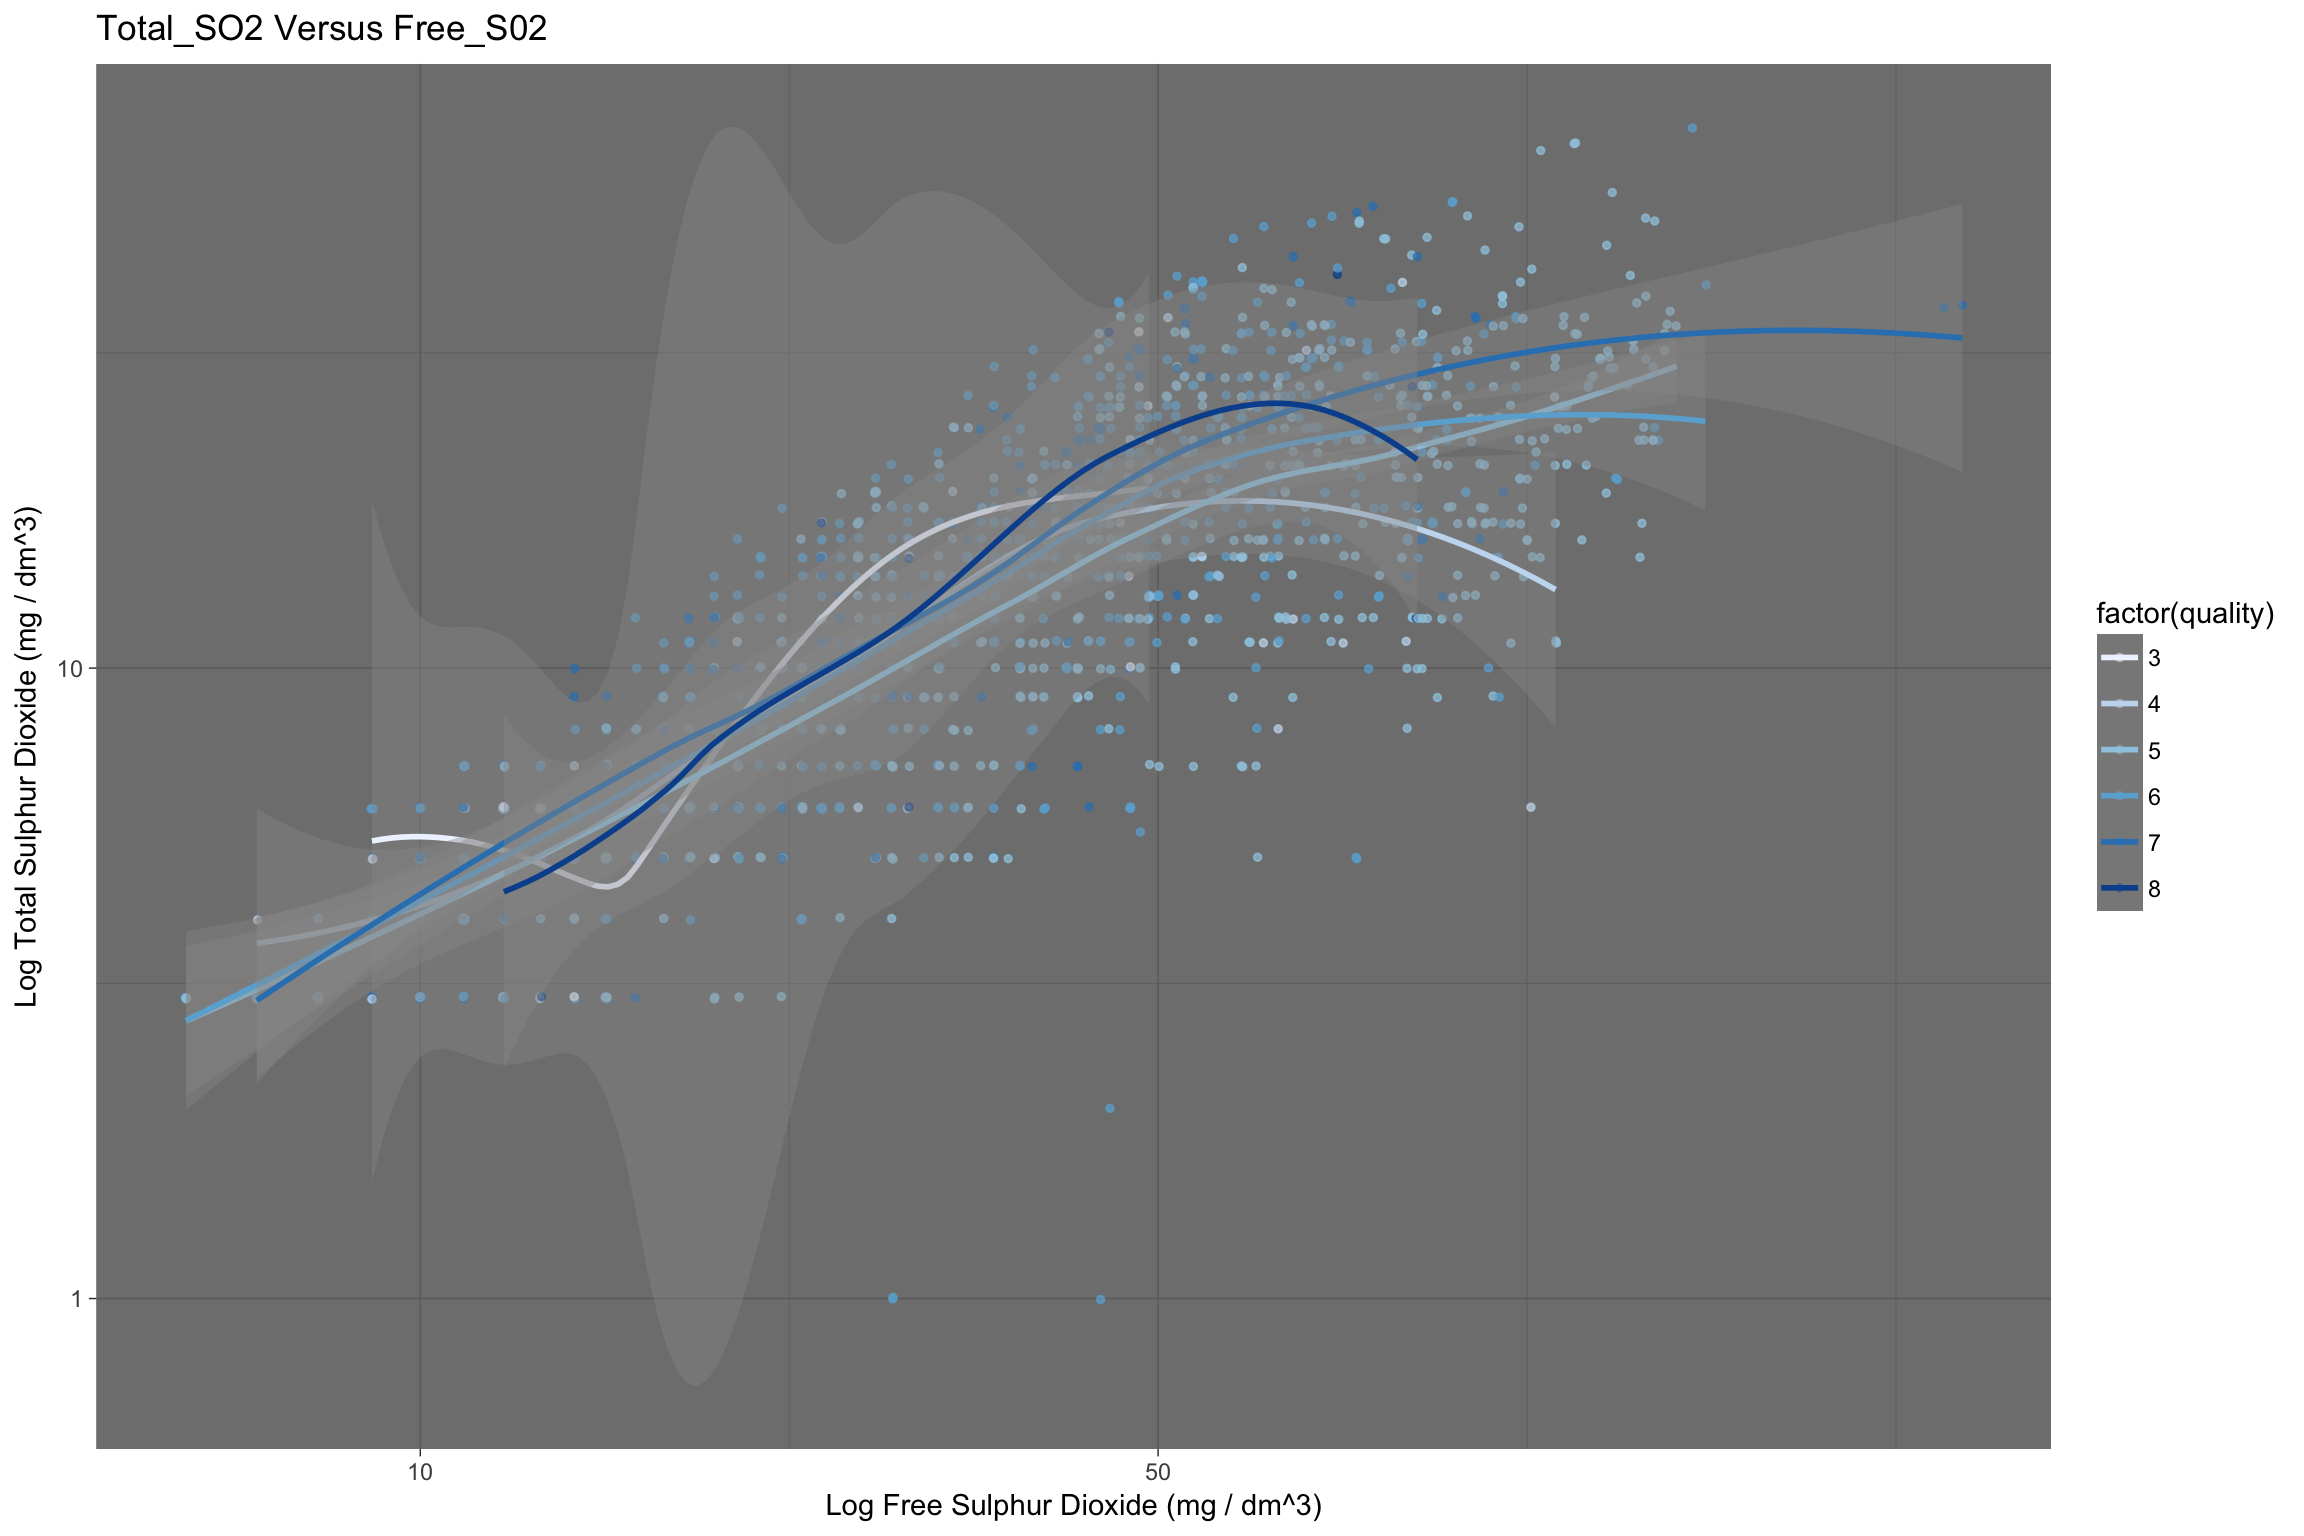 Total_SO2 Versus Free_S02
Log Total Sulphur Dioxide (mg / dm^3)
10
1
10
50
Log Free Sulphur Dioxide (mg / dm^3)
factor(quality)
3
4
5
6
7
8